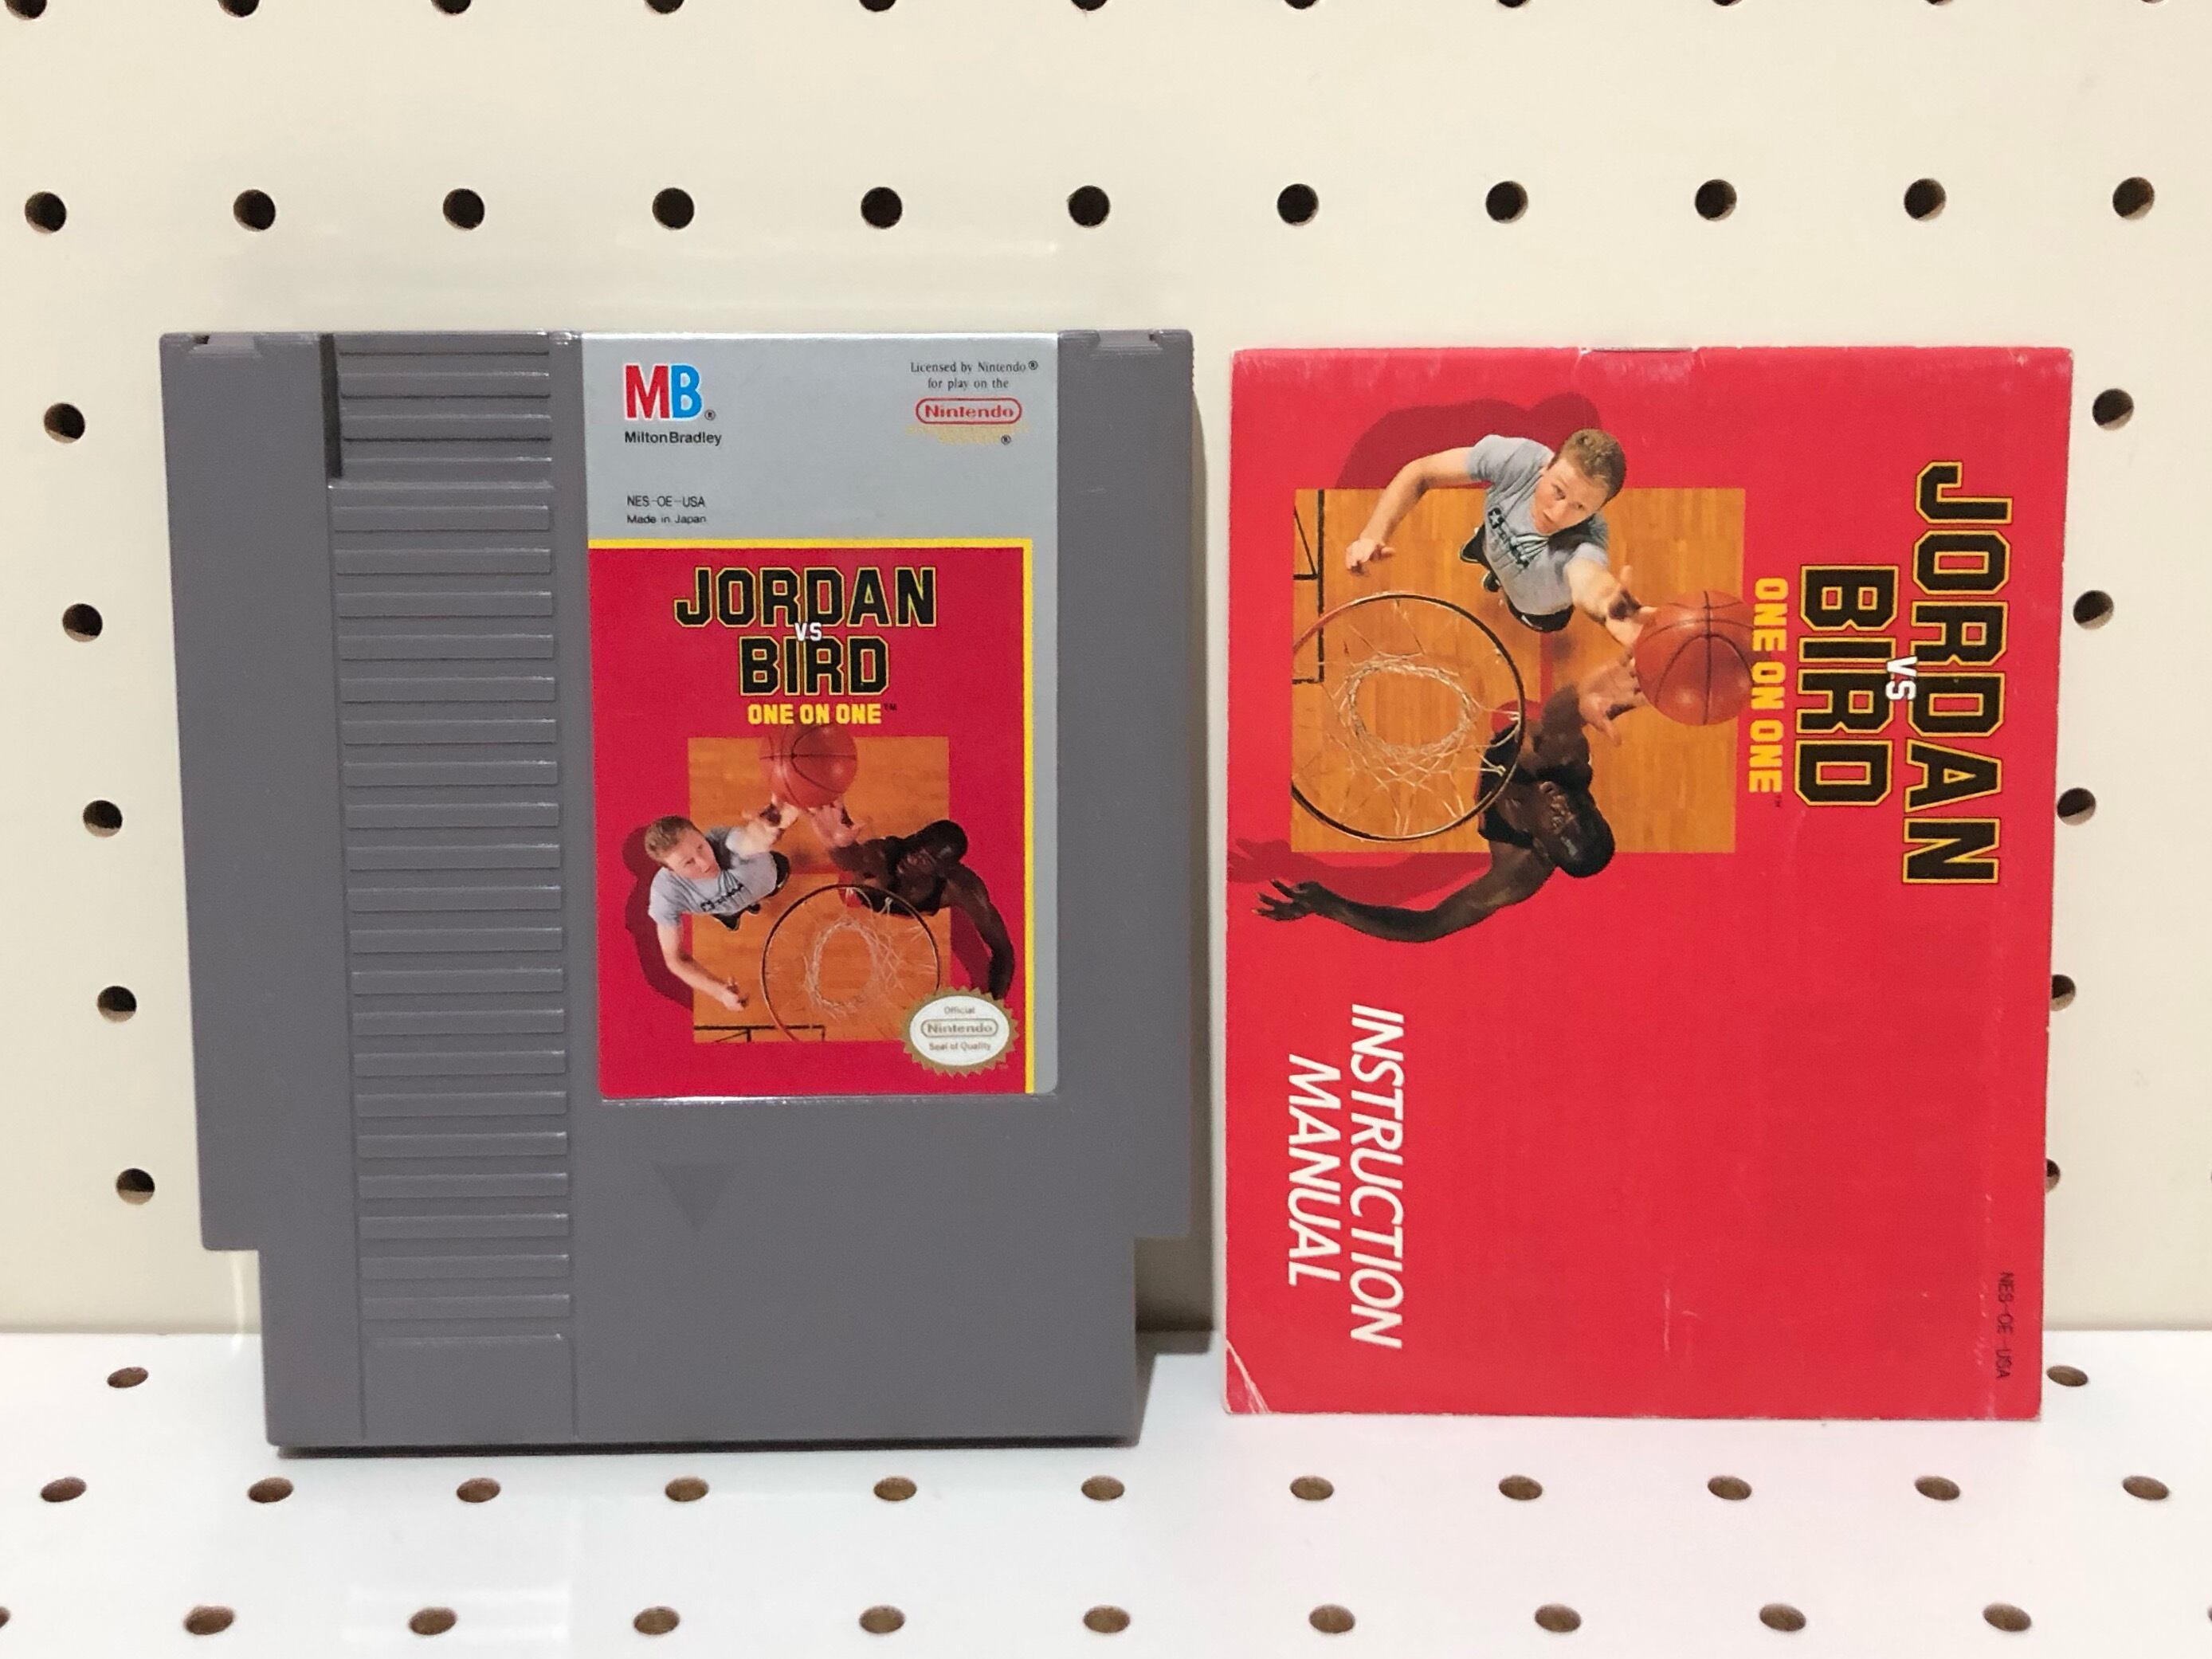 MB®
Milton Bradley
Licensed by Nintendo®
for play on the
Nintendo
®
NES-OE-USA
Made in Japan
JORDAN
VS
BIRD
ONE ON ONE™
Official
Nintendo
Seal of Quality
JORDAN
VS
BIRD
ONE ON ONE™
INSTRUCTION
MANUAL
NES-OE-USA